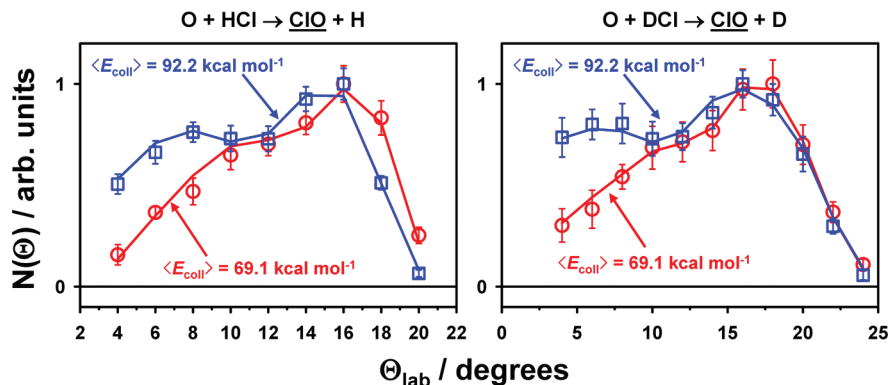 O + HCl → ClO + H
O + DCl → ClO + D
N(Θ) / arb. units
1
0
⟨Ecoll⟩ = 92.2 kcal mol-1
⟨Ecoll⟩ = 69.1 kcal mol-1
2 4 6 8 10 12 14 16 18 20 22
1
0
⟨Ecoll⟩ = 92.2 kcal mol-1
⟨Ecoll⟩ = 69.1 kcal mol-1
0 5 10 15 20 25
Θlab / degrees